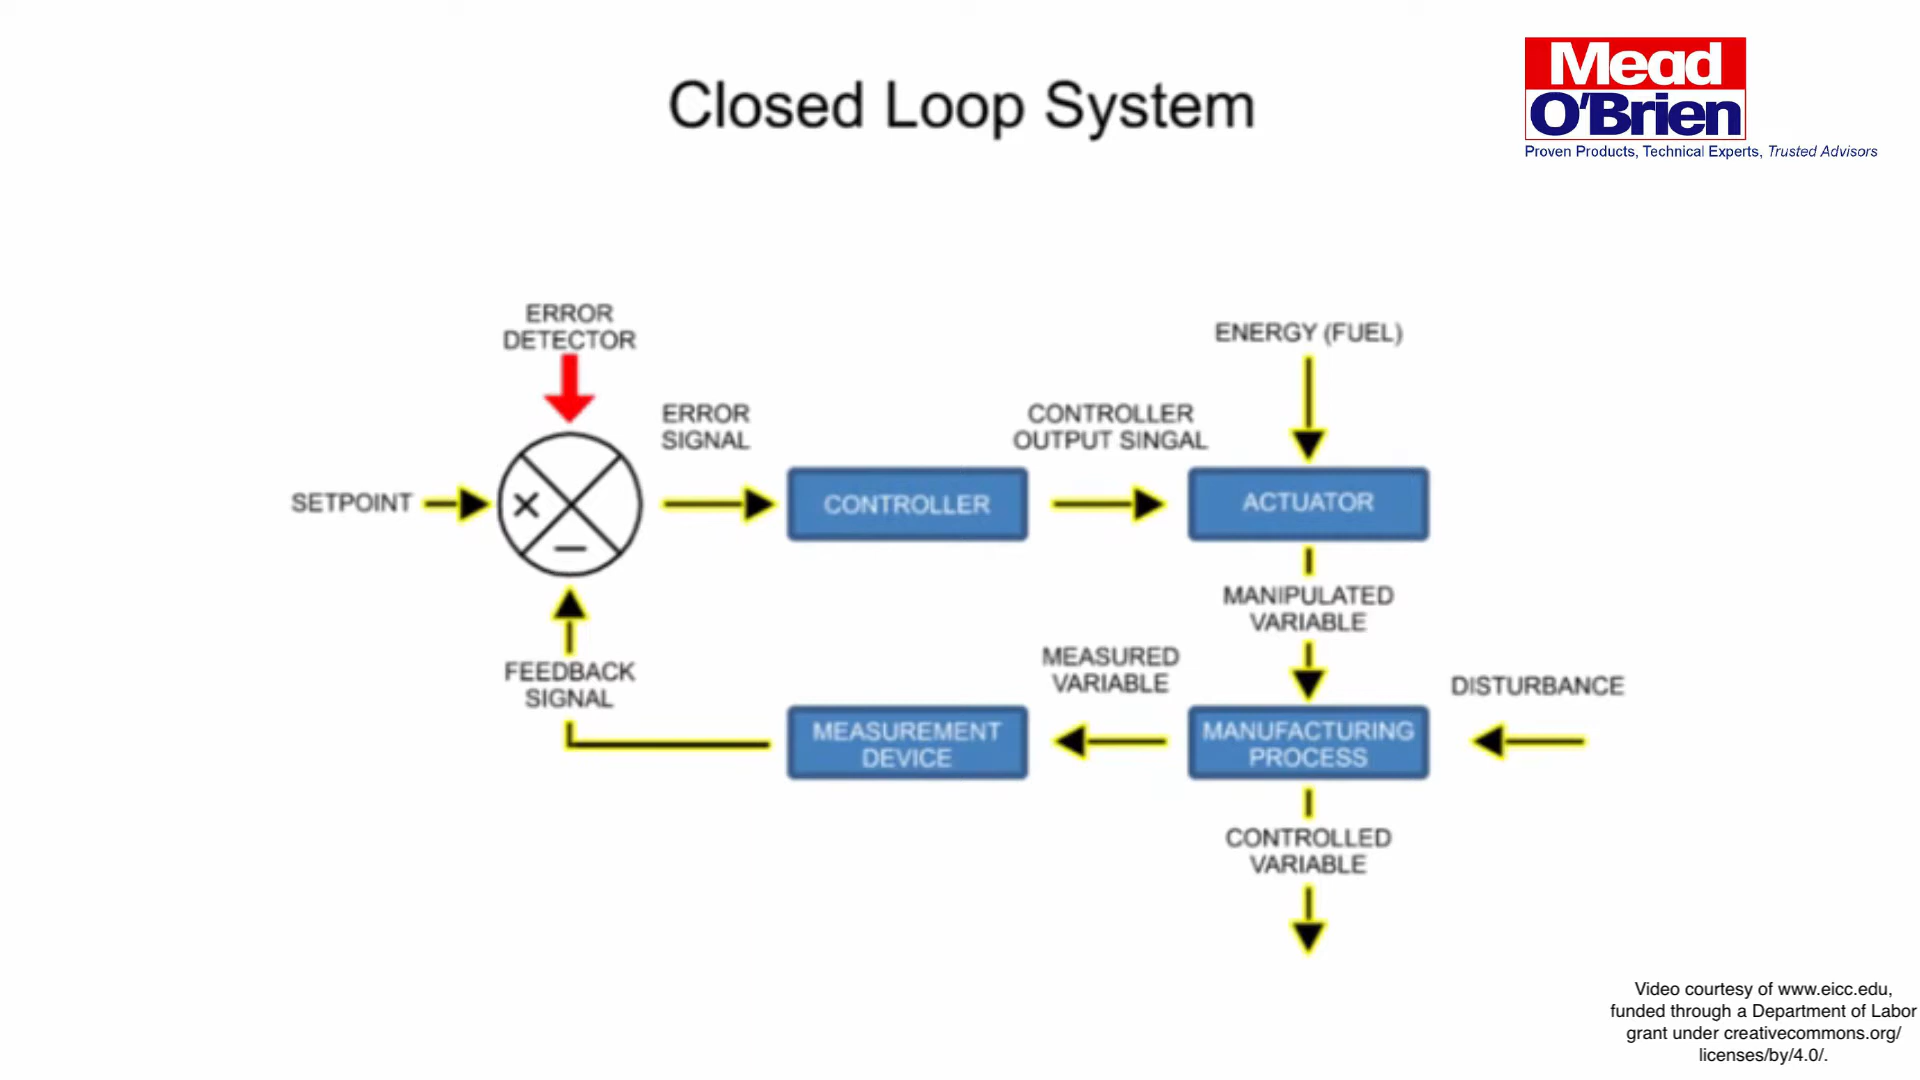 Closed Loop System
Mead
O'Brien
Proven Products, Technical Experts, Trusted Advisors
ERROR
DETECTOR
ENERGY (FUEL)
ERROR
SIGNAL
CONTROLLER
OUTPUT SINGAL
SETPOINT
×
–
CONTROLLER
ACTUATOR
MANIPULATED
VARIABLE
FEEDBACK
SIGNAL
MEASURED
VARIABLE
DISTURBANCE
MEASUREMENT
DEVICE
MANUFACTURING
PROCESS
CONTROLLED
VARIABLE
Video courtesy of www.eicc.edu,
funded through a Department of Labor
grant under creativecommons.org/
licenses/by/4.0/.